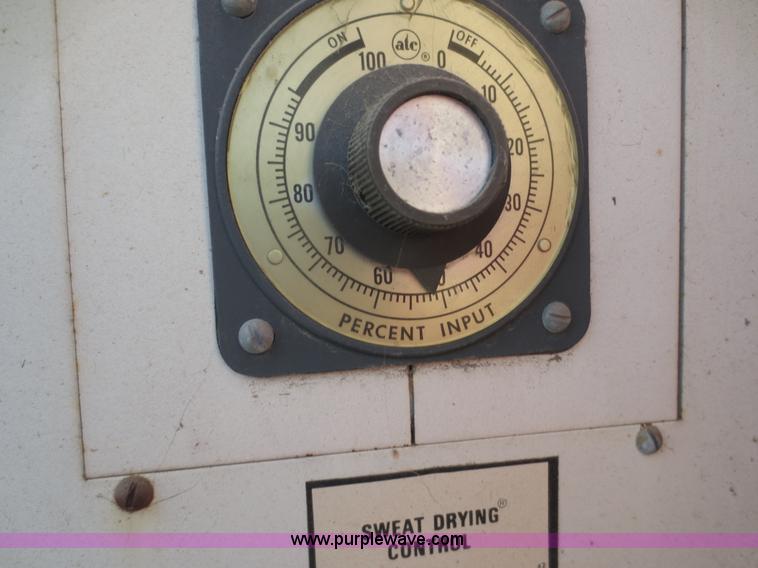 ON atc ® OFF
100 0
90 10
80 20
70 30
60 40
PERCENT INPUT
SWEAT DRYING®
CONTROL
www.purplewave.com